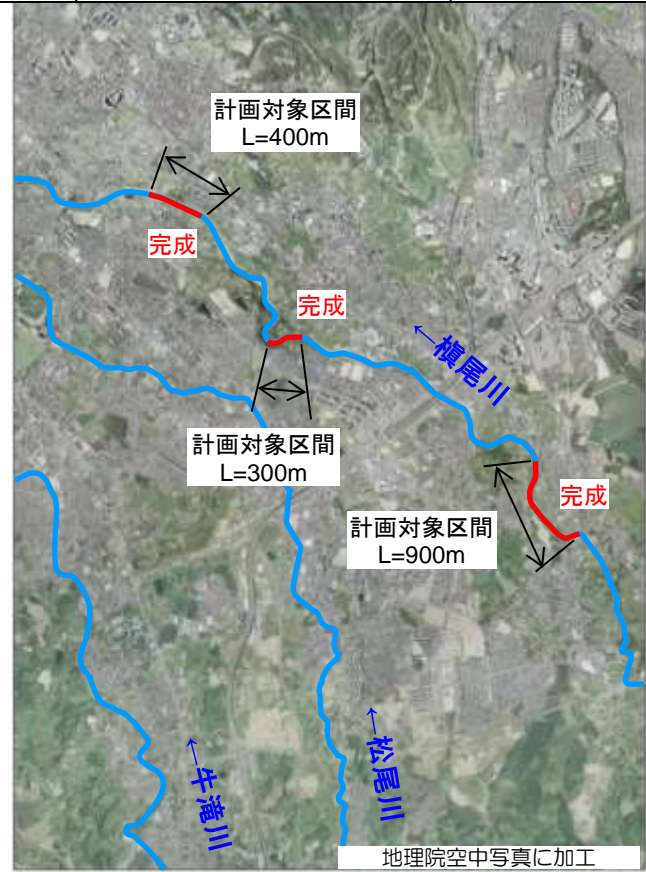 計画対象区間
L=400m
完成
完成
←槇尾川
計画対象区間
L=300m
完成
計画対象区間
L=900m
←松尾川
←牛滝川
地理院空中写真に加工